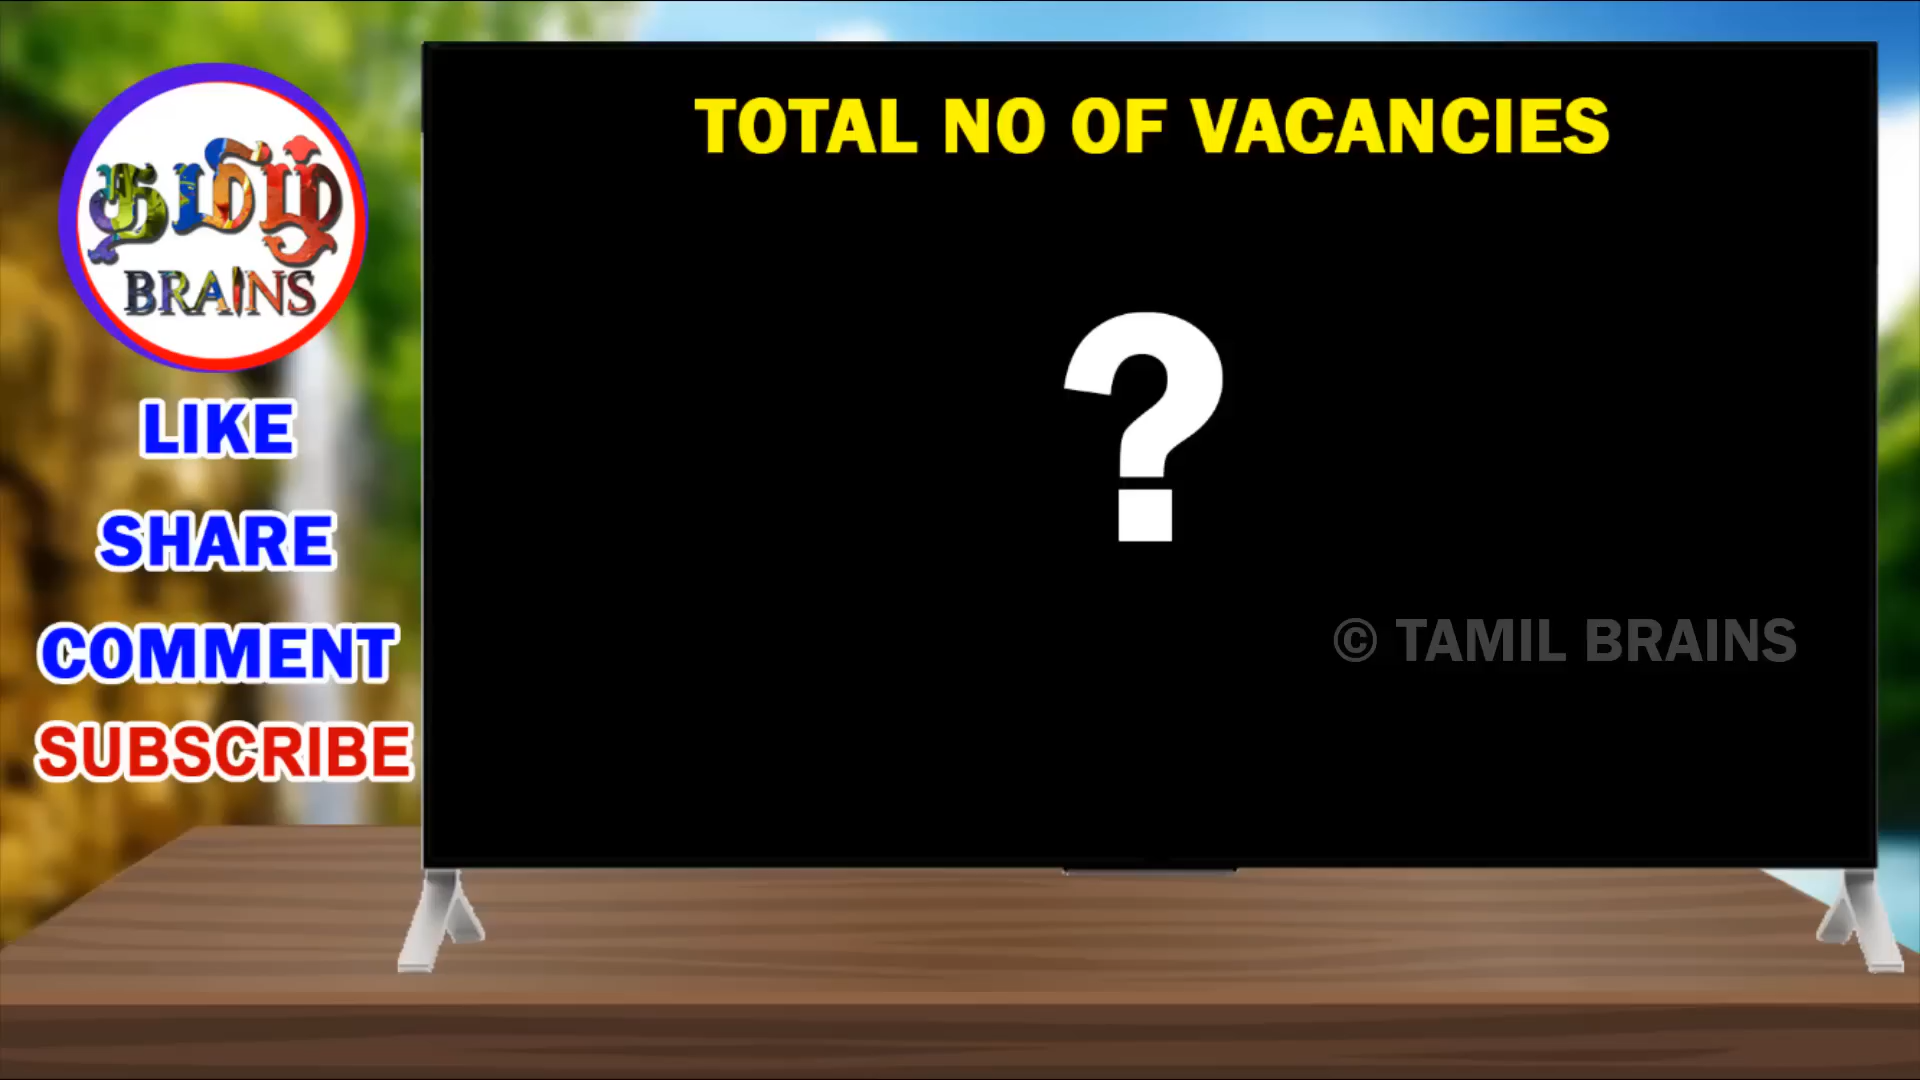 தமிழ்
BRAINS
LIKE
SHARE
COMMENT
SUBSCRIBE
TOTAL NO OF VACANCIES
?
© TAMIL BRAINS